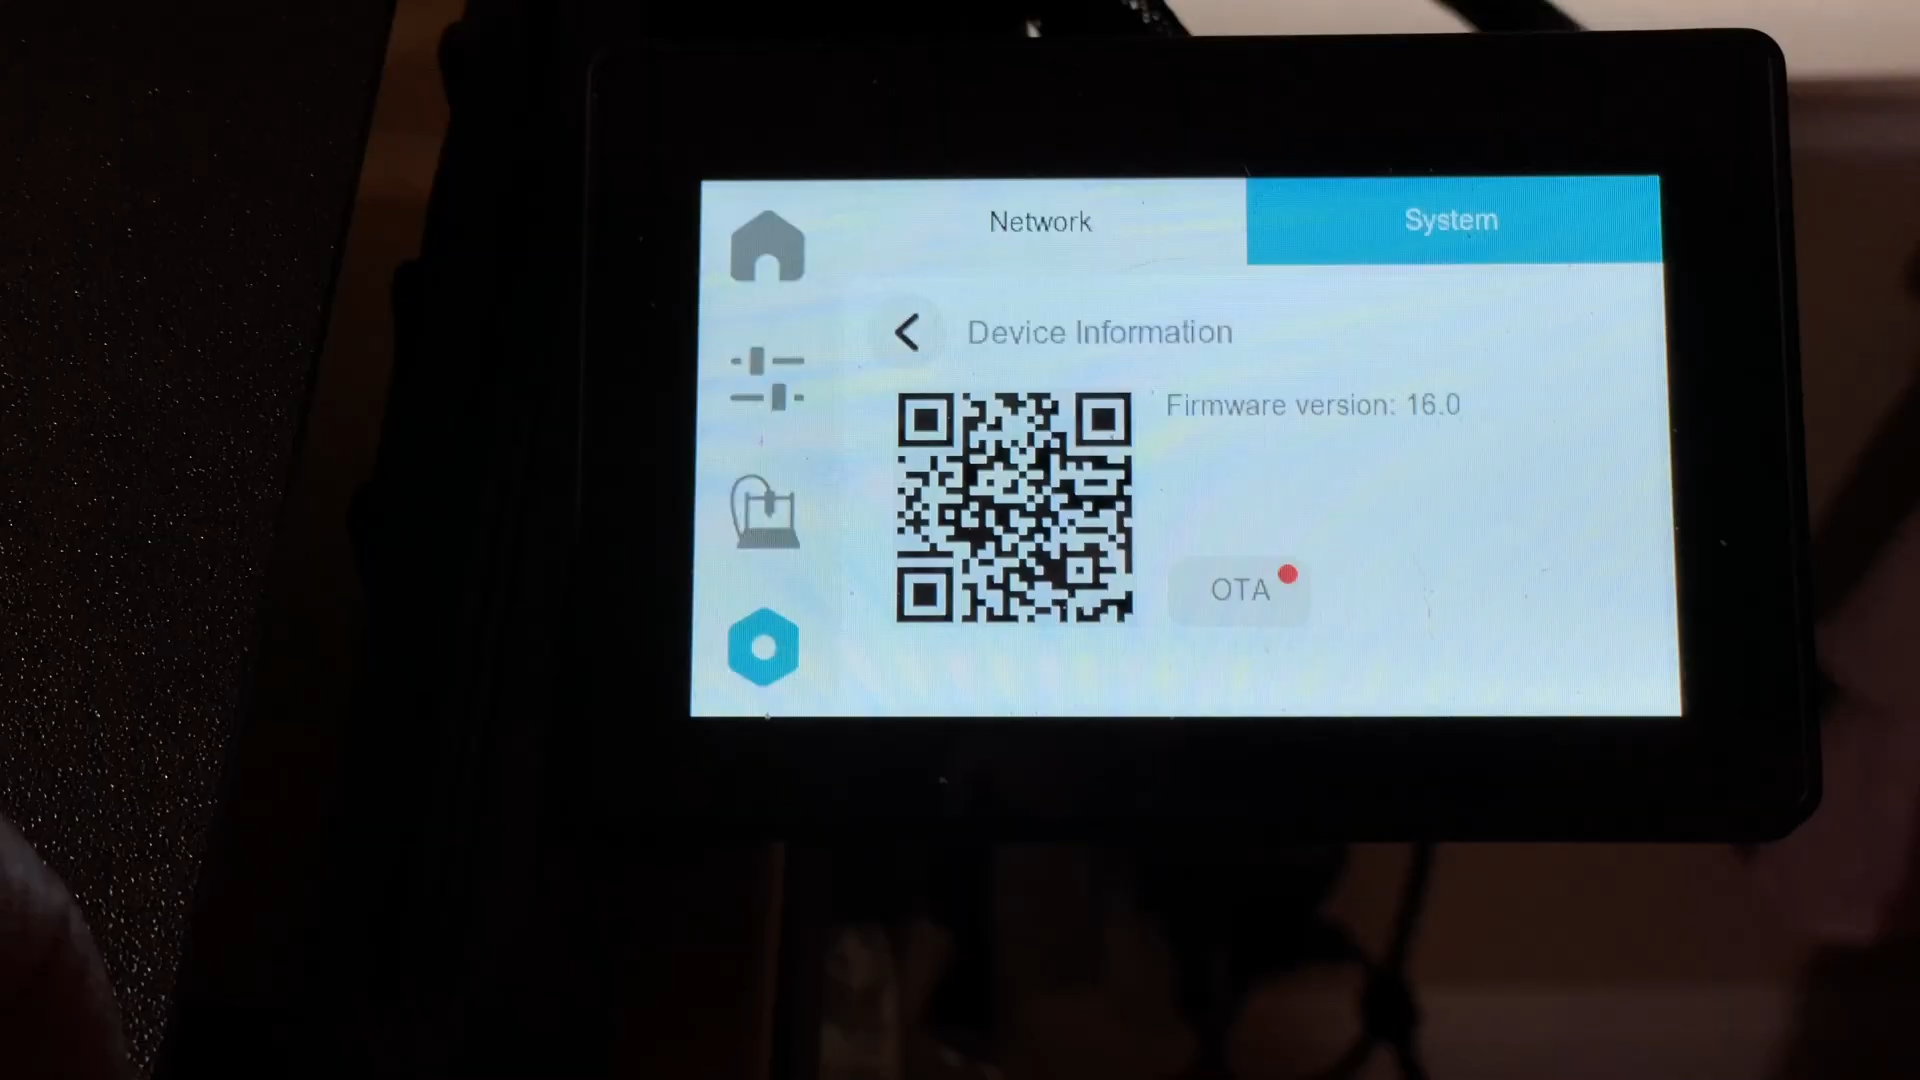 Network
System
Device Information
Firmware version: 16.0
OTA